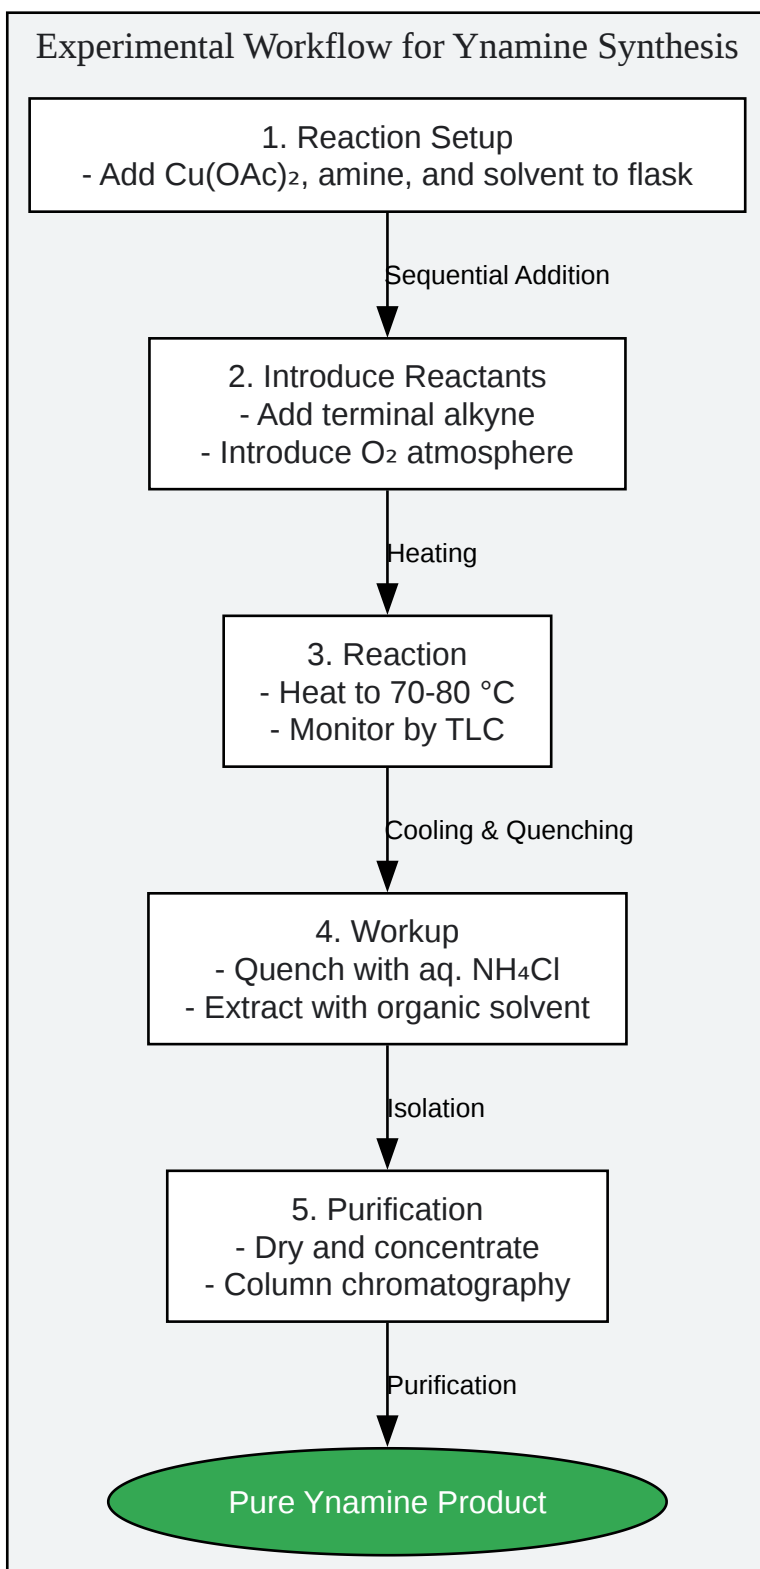 Experimental Workflow for Ynamine Synthesis
1. Reaction Setup
- Add Cu(OAc)₂, amine, and solvent to flask
Sequential Addition
2. Introduce Reactants
- Add terminal alkyne
- Introduce O₂ atmosphere
Heating
3. Reaction
- Heat to 70-80 °C
- Monitor by TLC
Cooling & Quenching
4. Workup
- Quench with aq. NH₄Cl
- Extract with organic solvent
Isolation
5. Purification
- Dry and concentrate
- Column chromatography
Purification
Pure Ynamine Product